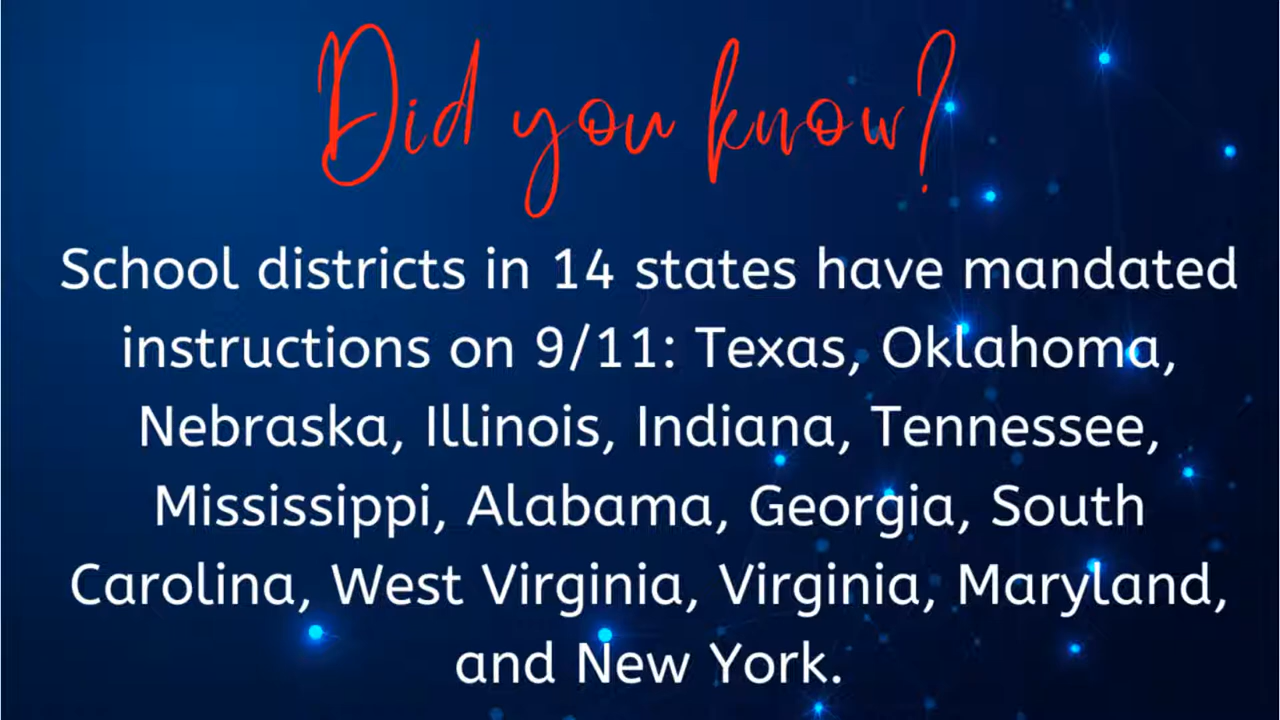 Did you know?
School districts in 14 states have mandated
instructions on 9/11: Texas, Oklahoma,
Nebraska, Illinois, Indiana, Tennessee,
Mississippi, Alabama, Georgia, South
Carolina, West Virginia, Virginia, Maryland,
and New York.